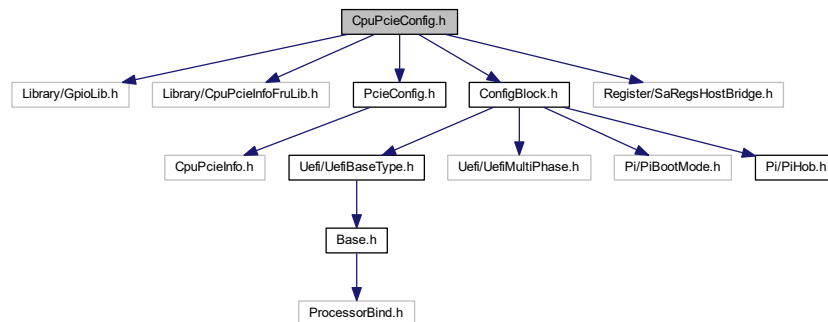 CpuPcieConfig.h
Library/GpioLib.h
Library/CpuPcieInfoFruLib.h
PcieConfig.h
ConfigBlock.h
Register/SaRegsHostBridge.h
CpuPcieInfo.h
Uefi/UefiBaseType.h
Uefi/UefiMultiPhase.h
Pi/PiBootMode.h
Pi/PiHob.h
Base.h
ProcessorBind.h